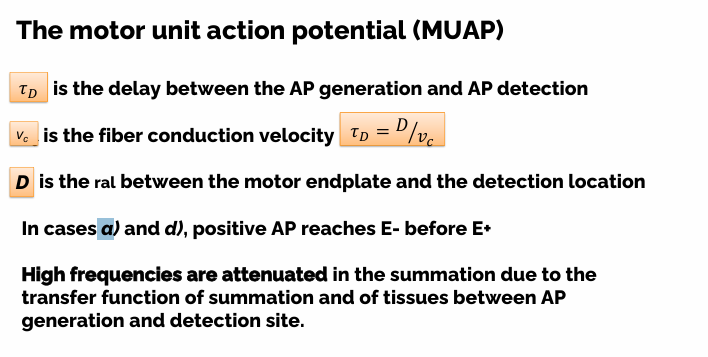 The motor unit action potential (MUAP)
τ_D is the delay between the AP generation and AP detection
v_c is the fiber conduction velocity τ_D = D/v_c
D is the ral between the motor endplate and the detection location
In cases a) and d), positive AP reaches E- before E+
High frequencies are attenuated in the summation due to the
transfer function of summation and of tissues between AP
generation and detection site.